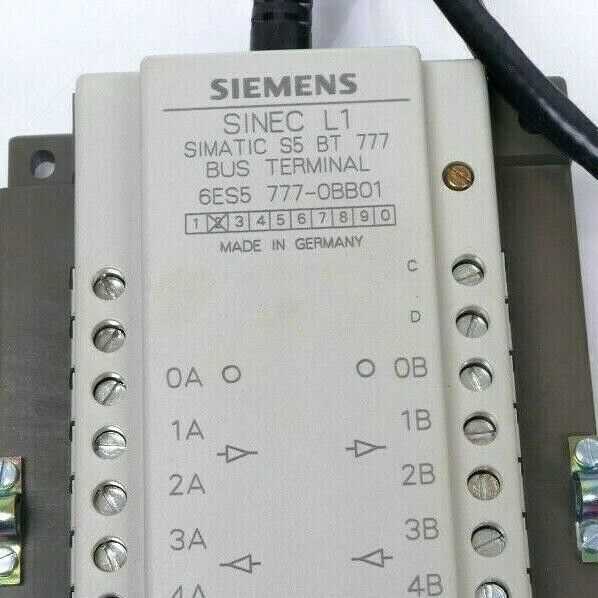 SIEMENS
SINEC L1
SIMATIC S5 BT 777
BUS TERMINAL
6ES5 777-0BB01
1 2 3 4 5 6 7 8 9 0
MADE IN GERMANY
C
D
0A 0B
1A 1B
2A 2B
3A 3B
4A 4B